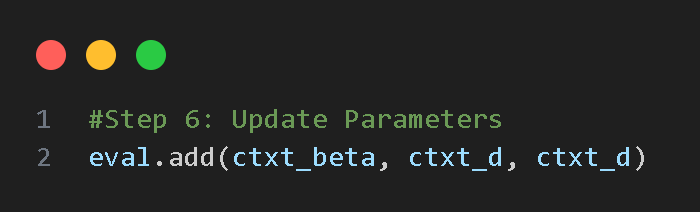 1 #Step 6: Update Parameters
2 eval.add(ctxt_beta, ctxt_d, ctxt_d)